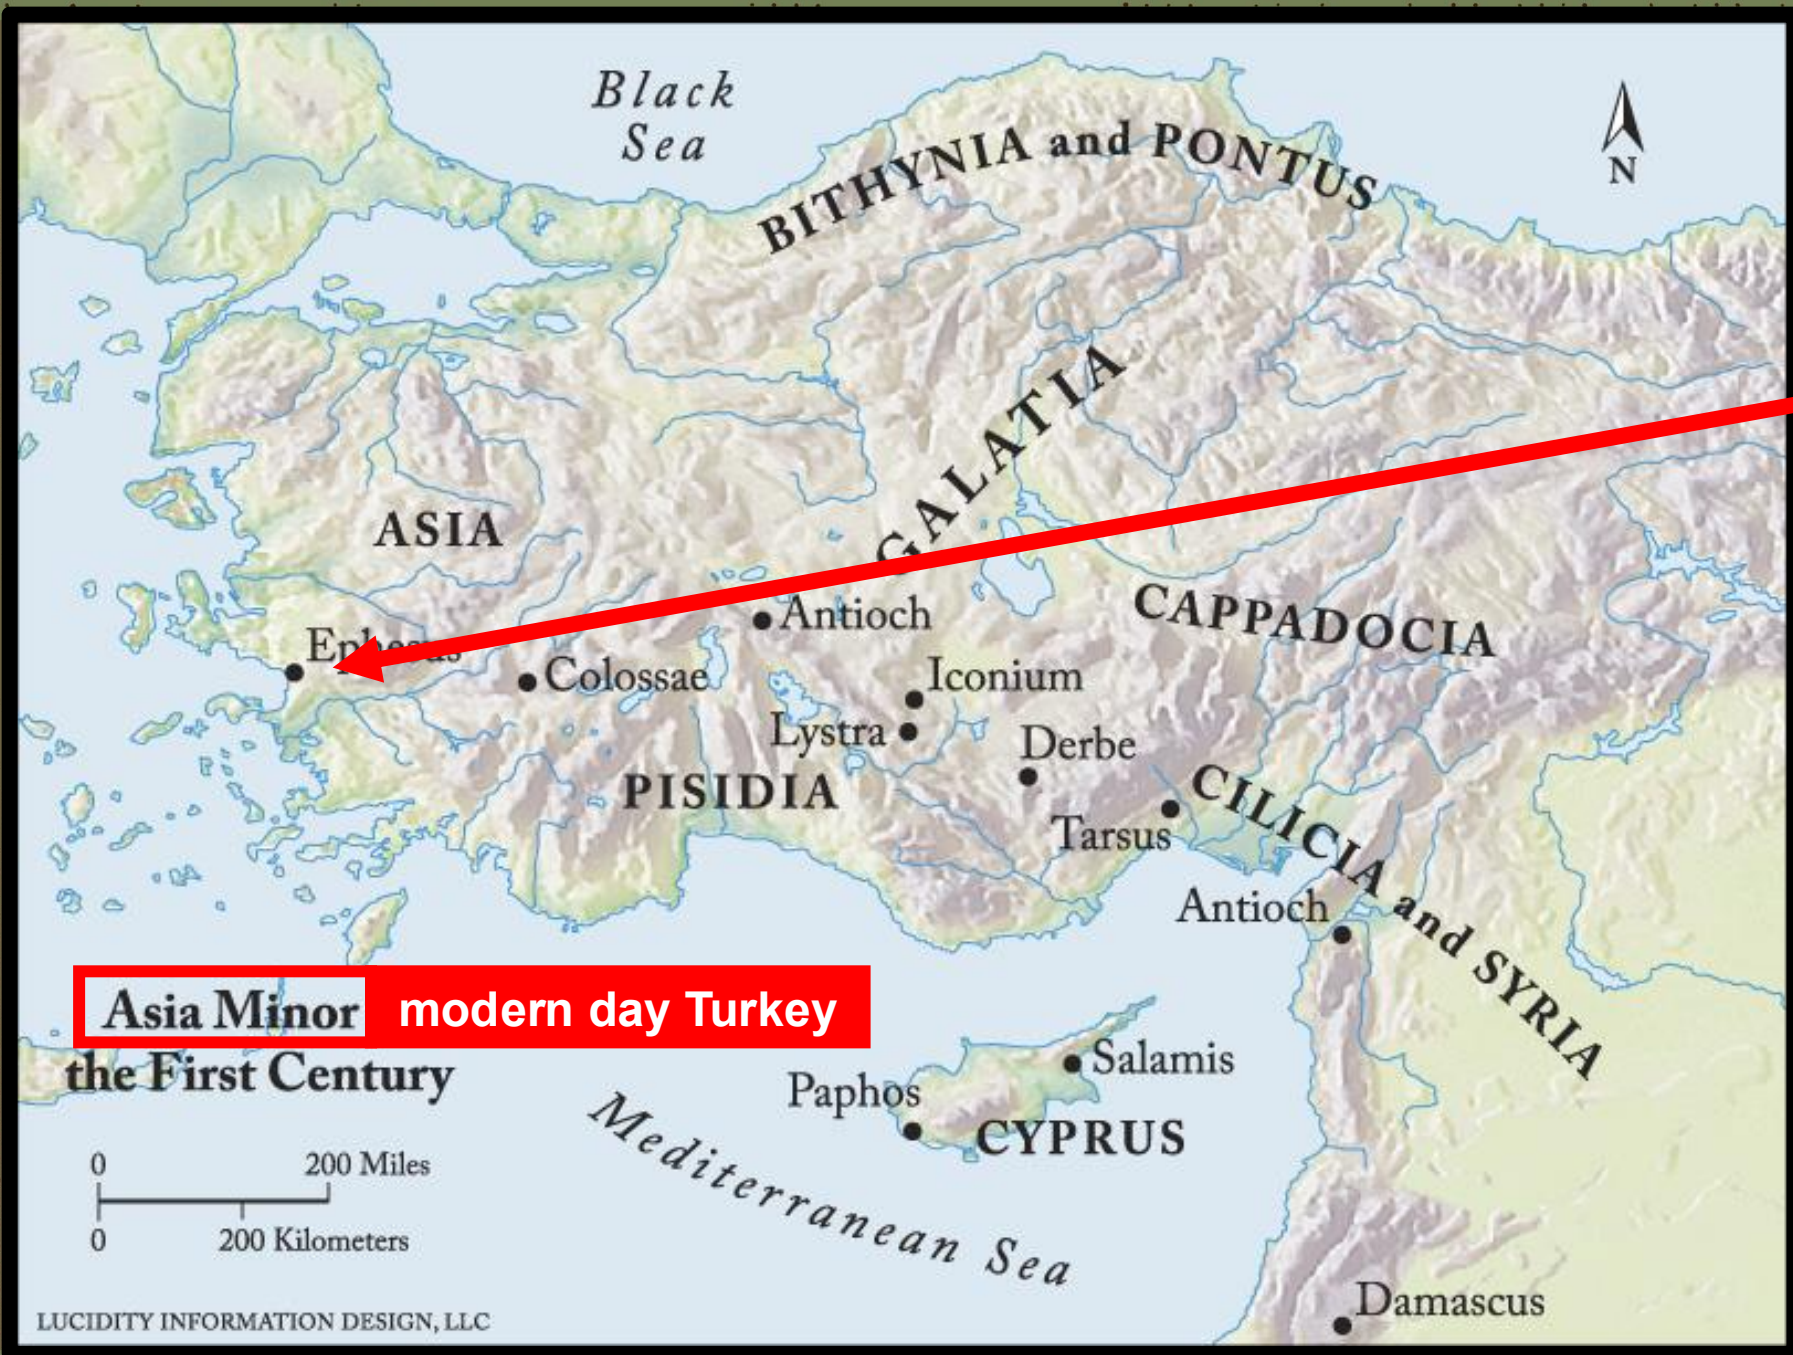 Black
Sea
BITHYNIA and PONTUS
N
GALATIA
ASIA
Antioch
CAPPADOCIA
Ephesus
Colossae
Iconium
Lystra
Derbe
PISIDIA
CILICIA and SYRIA
Tarsus
Antioch
Asia Minor modern day Turkey
the First Century
Salamis
Paphos
CYPRUS
Mediterranean Sea
0 200 Miles
0 200 Kilometers
Damascus
LUCIDITY INFORMATION DESIGN, LLC